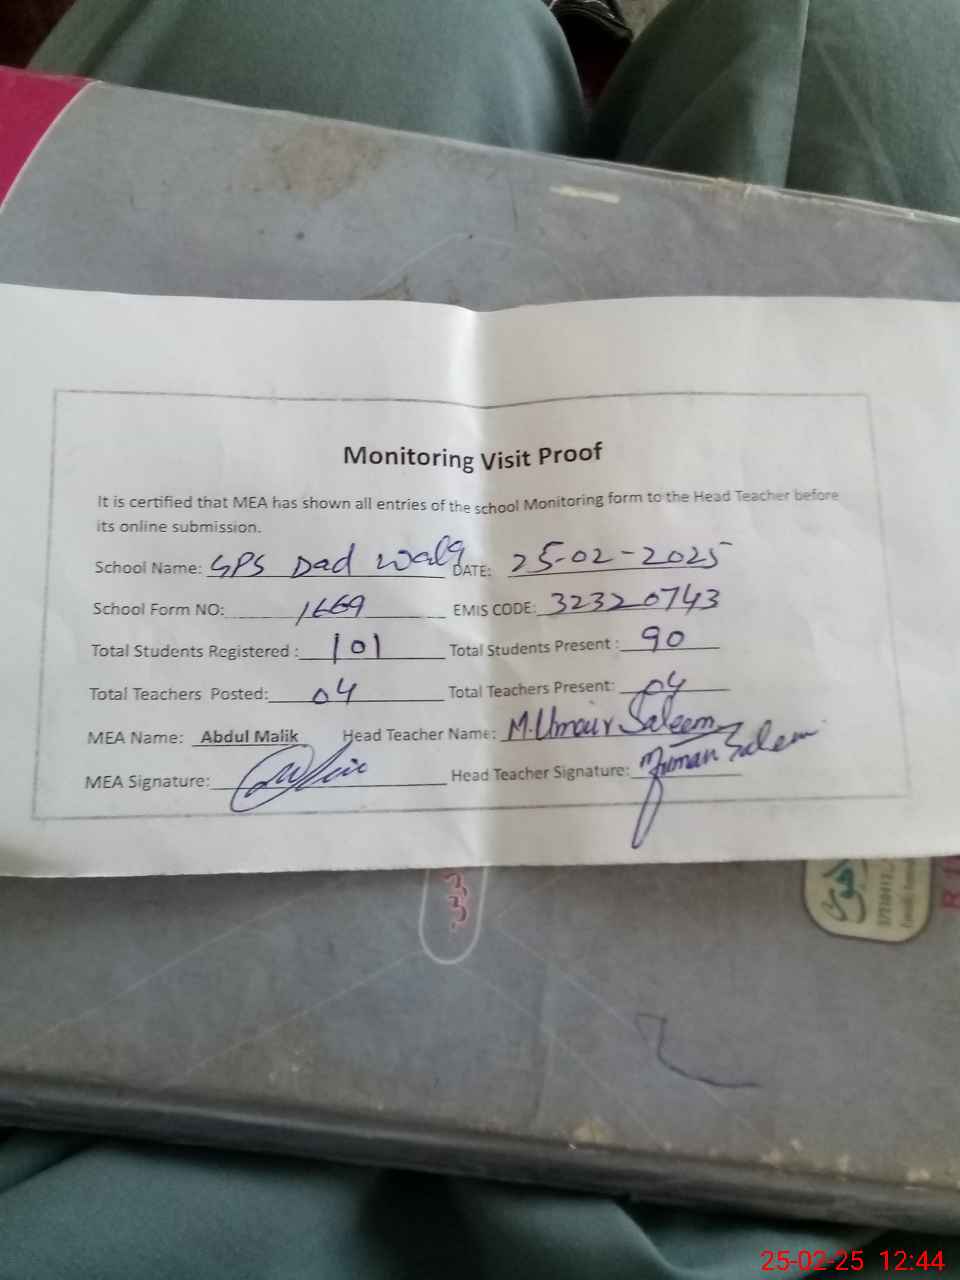 Monitoring Visit Proof
It is certified that MEA has shown all entries of the school Monitoring form to the Head Teacher before
its online submission.
School Name: GPS Dad wala DATE: 25-02-2025
School Form NO: 1669 EMIS CODE: 32320743
Total Students Registered : 101 Total Students Present : 90
Total Teachers Posted: 04 Total Teachers Present: 04
MEA Name: Abdul Malik Head Teacher Name: M.Umair Saleem
MEA Signature: Head Teacher Signature: Saleem
33
25-02-25 12:44